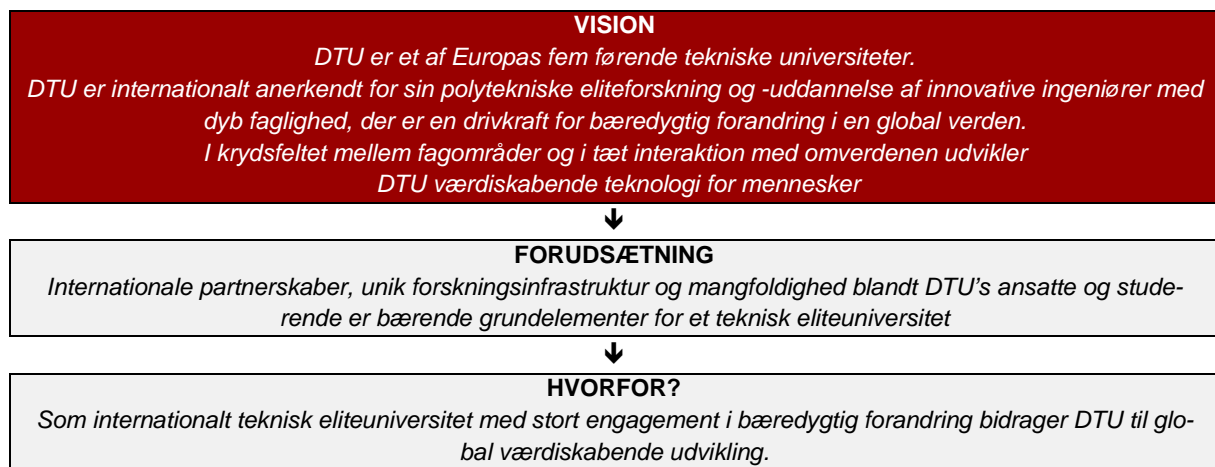 VISION
DTU er et af Europas fem førende tekniske universiteter.
DTU er internationalt anerkendt for sin polytekniske eliteforskning og -uddannelse af innovative ingeniører med
dyb faglighed, der er en drivkraft for bæredygtig forandring i en global verden.
I krydsfeltet mellem fagområder og i tæt interaktion med omverdenen udvikler
DTU værdiskabende teknologi for mennesker
FORUDSÆTNING
Internationale partnerskaber, unik forskningsinfrastruktur og mangfoldighed blandt DTU's ansatte og stude-
rende er bærende grundelementer for et teknisk eliteuniversitet
HVORFOR?
Som internationalt teknisk eliteuniversitet med stort engagement i bæredygtig forandring bidrager DTU til glo-
bal værdiskabende udvikling.